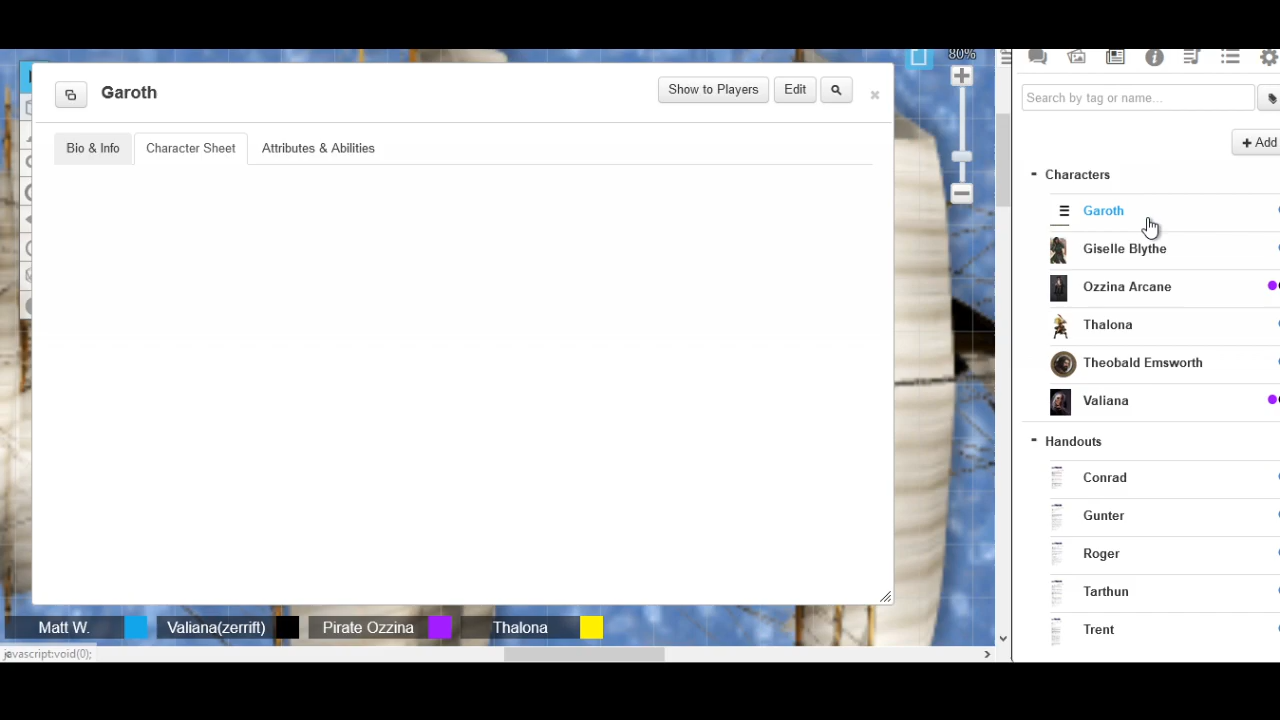 80%
Garoth
Show to Players
Edit
Bio & Info
Character Sheet
Attributes & Abilities
Search by tag or name...
+ Add
- Characters
Garoth
Giselle Blythe
Ozzina Arcane
Thalona
Theobald Emsworth
Valiana
- Handouts
Conrad
Gunter
Roger
Tarthun
Trent
Matt W.
Valiana(zerrift)
Pirate Ozzina
Thalona
javascript:void(0);